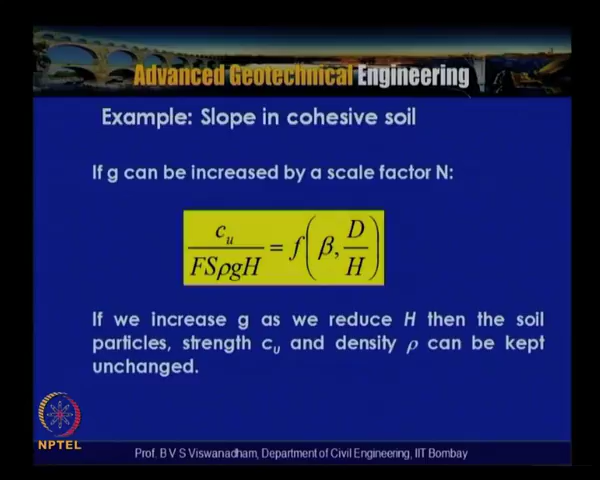 Advanced Geotechnical Engineering
Example: Slope in cohesive soil
If g can be increased by a scale factor N:
c_u / FSρgH = f(β, D/H)
If we increase g as we reduce H then the soil
particles, strength c_u and density ρ can be kept
unchanged.
NPTEL
Prof. B V S Viswanadham, Department of Civil Engineering, IIT Bombay